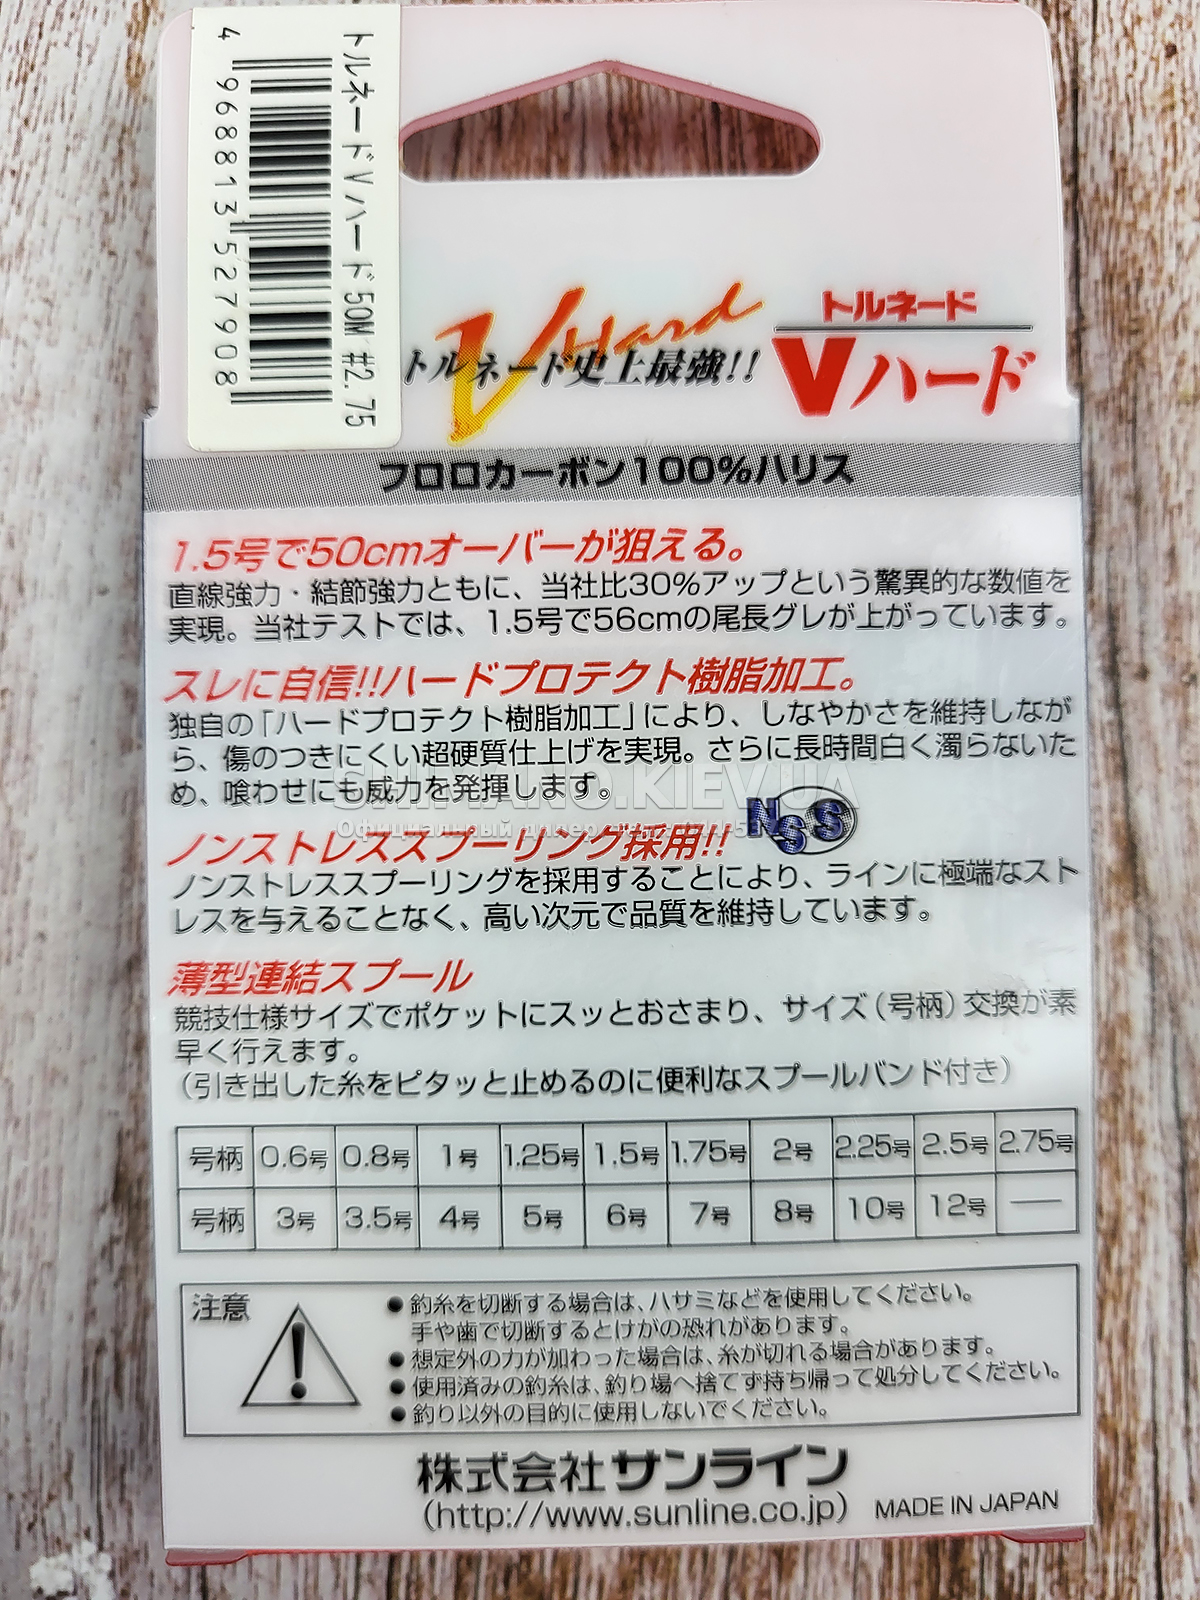 トルネードVハード50M #2.75
4 968813 527908
V Hard
トルネード史上最強!!
トルネード
Vハード
フロロカーボン100%ハリス
1.5号で50cmオーバーが狙える。
直線強力・結節強力ともに、当社比30%アップという驚異的な数値を
実現。当社テストでは、1.5号で56cmの尾長グレが上がっています。
スレに自信!!ハードプロテクト樹脂加工。
独自の「ハードプロテクト樹脂加工」により、しなやかさを維持しなが
ら、傷のつきにくい超硬質仕上げを実現。さらに長時間白く濁らないた
め、喰わせにも威力を発揮します。
SHIMANO.KIEV.UA
Официальный дилер
NSS
ノンストレススプーリング採用!!
ノンストレススプーリングを採用することにより、ラインに極端なスト
レスを与えることなく、高い次元で品質を維持しています。
薄型連結スプール
競技仕様サイズでポケットにスッとおさまり、サイズ(号柄)交換が素
早く行えます。
(引き出した糸をピタッと止めるのに便利なスプールバンド付き)
号柄 0.6号 0.8号 1号 1.25号 1.5号 1.75号 2号 2.25号 2.5号 2.75号
号柄 3号 3.5号 4号 5号 6号 7号 8号 10号 12号 —
注意
●釣糸を切断する場合は、ハサミなどを使用してください。
手や歯で切断するとけがの恐れがあります。
●想定外の力が加わった場合は、糸が切れる場合があります。
●使用済みの釣糸は、釣り場へ捨てず持ち帰って処分してください。
●釣り以外の目的に使用しないでください。
株式会社サンライン
(http://www.sunline.co.jp) MADE IN JAPAN